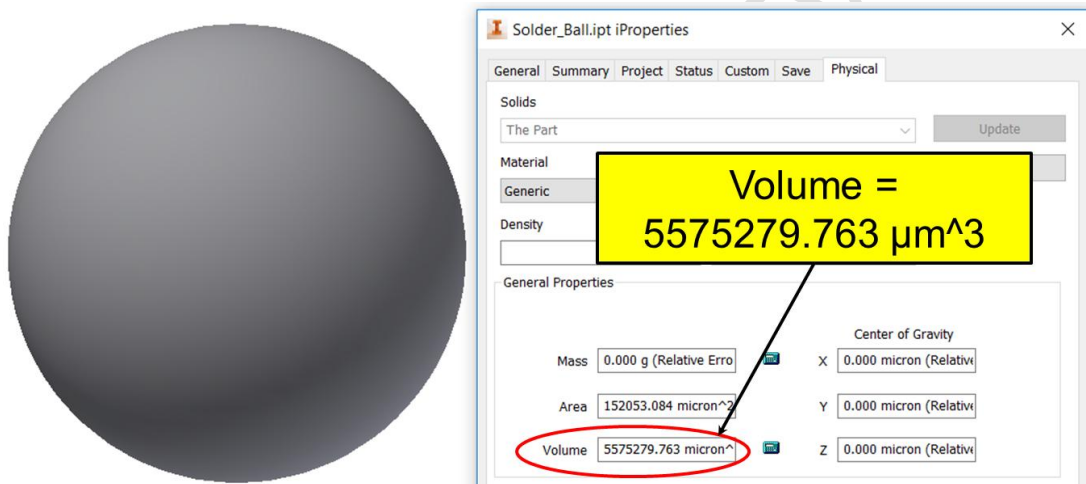 Solder_Ball.ipt iProperties
General Summary Project Status Custom Save Physical
Solids
The Part
Update
Material
Generic
Density
Volume =
5575279.763 μm^3
General Properties
Center of Gravity
Mass 0.000 g (Relative Erro X 0.000 micron (Relative
Area 152053.084 micron^2 Y 0.000 micron (Relative
Volume 5575279.763 micron^ Z 0.000 micron (Relative